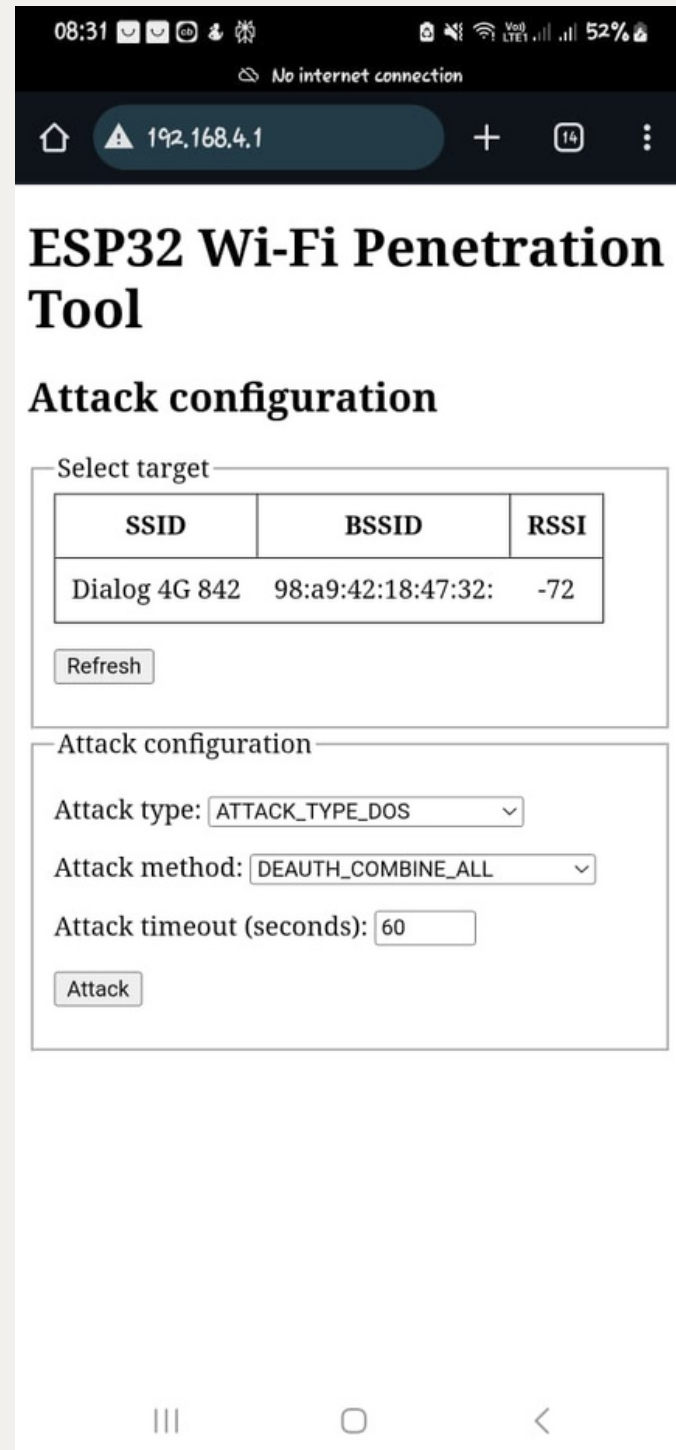 08:31 Vo) LTE1 52%
No internet connection
192.168.4.1 14
ESP32 Wi-Fi Penetration
Tool
Attack configuration
Select target
SSID BSSID RSSI
Dialog 4G 842 98:a9:42:18:47:32: -72
Refresh
Attack configuration
Attack type: ATTACK_TYPE_DOS
Attack method: DEAUTH_COMBINE_ALL
Attack timeout (seconds): 60
Attack